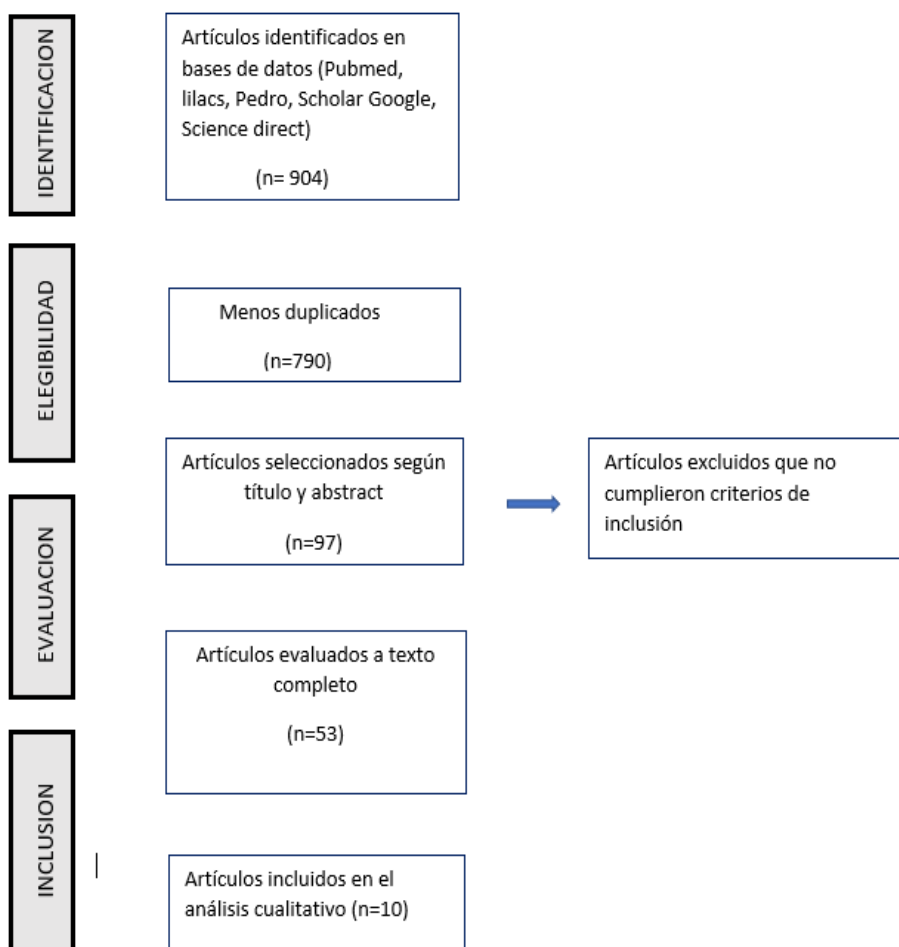 IDENTIFICACION
Artículos identificados en
bases de datos (Pubmed,
lilacs, Pedro, Scholar Google,
Science direct)
(n= 904)
ELEGIBILIDAD
Menos duplicados
(n=790)
Artículos seleccionados según
título y abstract
(n=97)
Artículos excluidos que no
cumplieron criterios de
inclusión
EVALUACION
Artículos evaluados a texto
completo
(n=53)
INCLUSION
Artículos incluidos en el
análisis cualitativo (n=10)